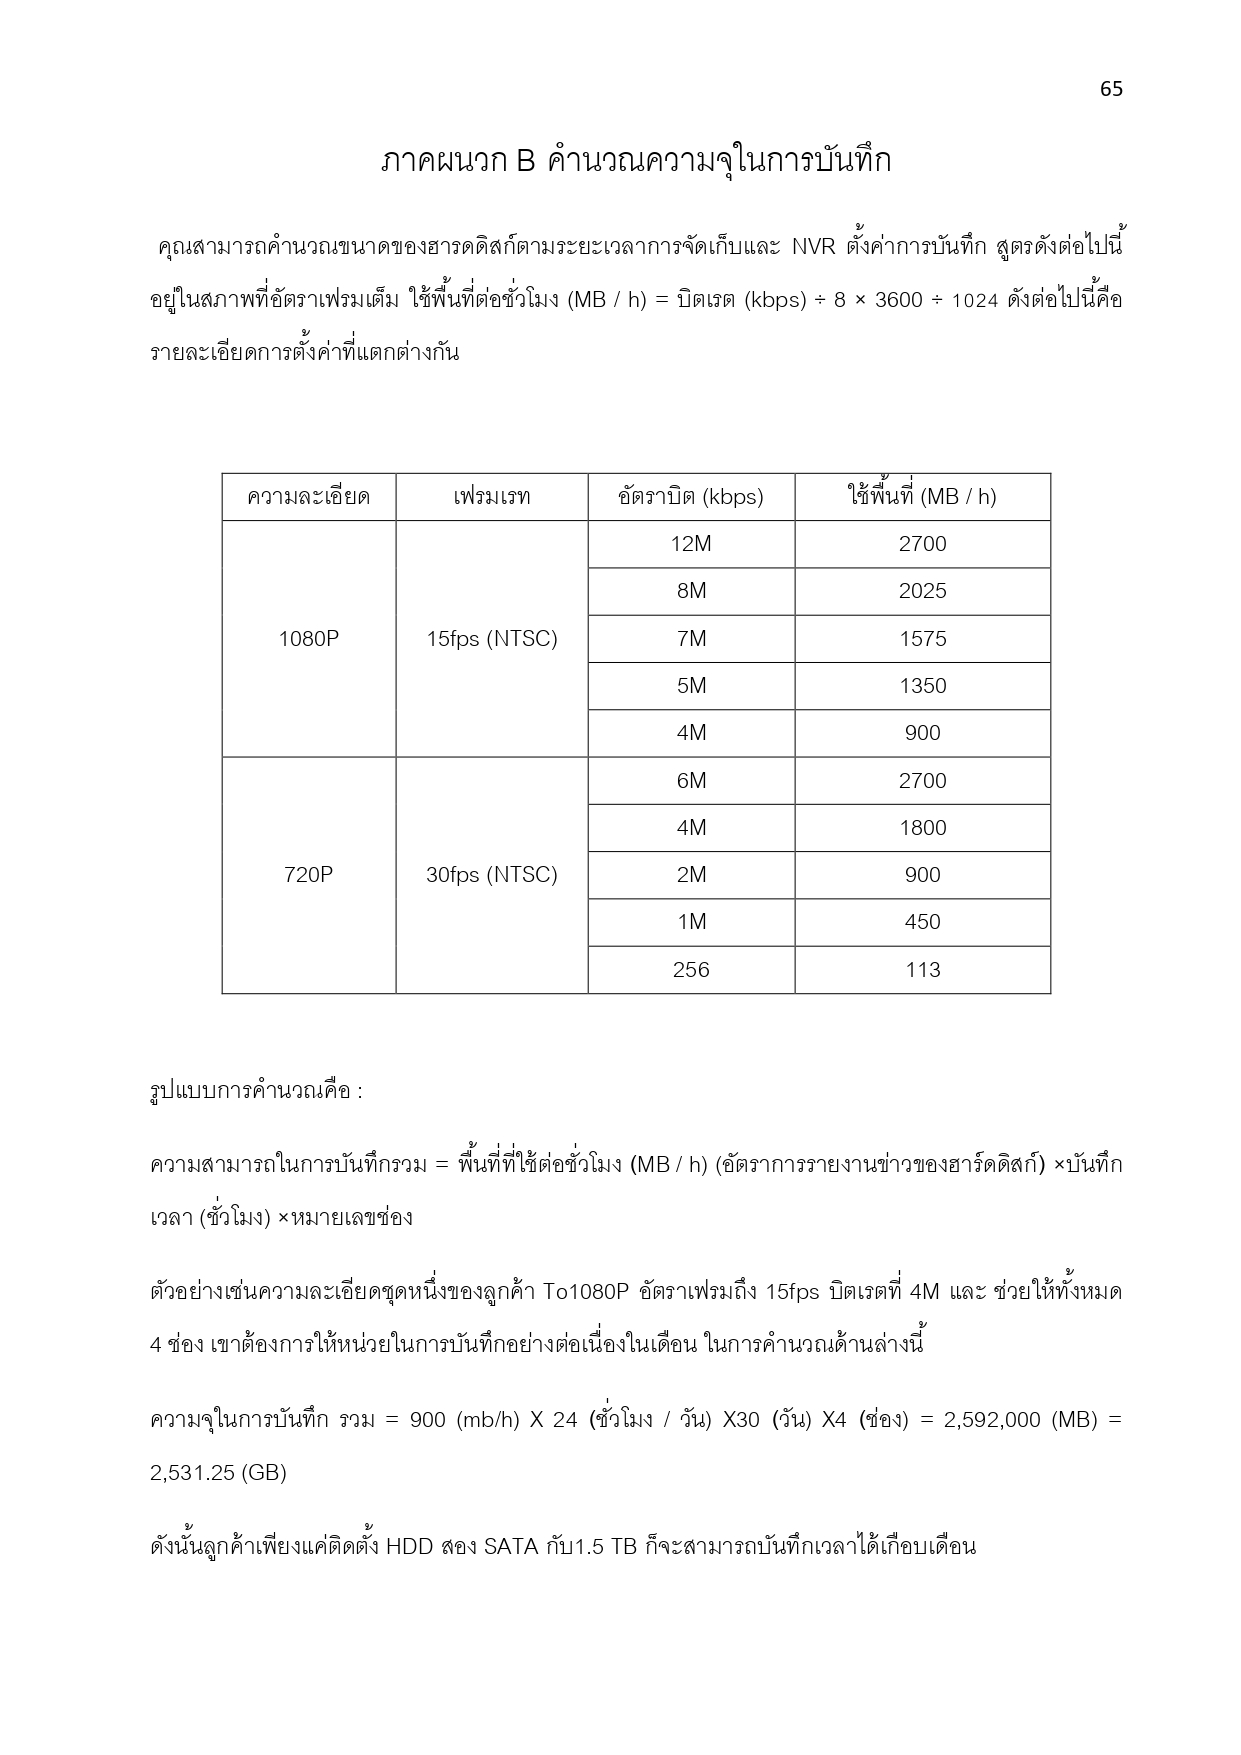 65
ภาคผนวก B คำนวณความจุในการบันทึก
คุณสามารถคำนวณขนาดของฮารดดิสก์ตามระยะเวลาการจัดเก็บและ NVR ตั้งค่าการบันทึก สูตรดังต่อไปนี้
อยู่ในสภาพที่อัตราเฟรมเต็ม ใช้พื้นที่ต่อชั่วโมง (MB / h) = บิตเรต (kbps) ÷ 8 × 3600 ÷ 1024 ดังต่อไปนี้คือ
รายละเอียดการตั้งค่าที่แตกต่างกัน
ความละเอียด เฟรมเรท อัตราบิต (kbps) ใช้พื้นที่ (MB / h)
12M 2700
8M 2025
1080P 15fps (NTSC) 7M 1575
5M 1350
4M 900
6M 2700
4M 1800
720P 30fps (NTSC) 2M 900
1M 450
256 113
รูปแบบการคำนวณคือ :
ความสามารถในการบันทึกรวม = พื้นที่ที่ใช้ต่อชั่วโมง (MB / h) (อัตราการรายงานข่าวของฮาร์ดดิสก์) ×บันทึก
เวลา (ชั่วโมง) ×หมายเลขช่อง
ตัวอย่างเช่นความละเอียดชุดหนึ่งของลูกค้า To1080P อัตราเฟรมถึง 15fps บิตเรตที่ 4M และ ช่วยให้ทั้งหมด
4 ช่อง เขาต้องการให้หน่วยในการบันทึกอย่างต่อเนื่องในเดือน ในการคำนวณด้านล่างนี้
ความจุในการบันทึก รวม = 900 (mb/h) X 24 (ชั่วโมง / วัน) X30 (วัน) X4 (ช่อง) = 2,592,000 (MB) =
2,531.25 (GB)
ดังนั้นลูกค้าเพียงแค่ติดตั้ง HDD สอง SATA กับ1.5 TB ก็จะสามารถบันทึกเวลาได้เกือบเดือน